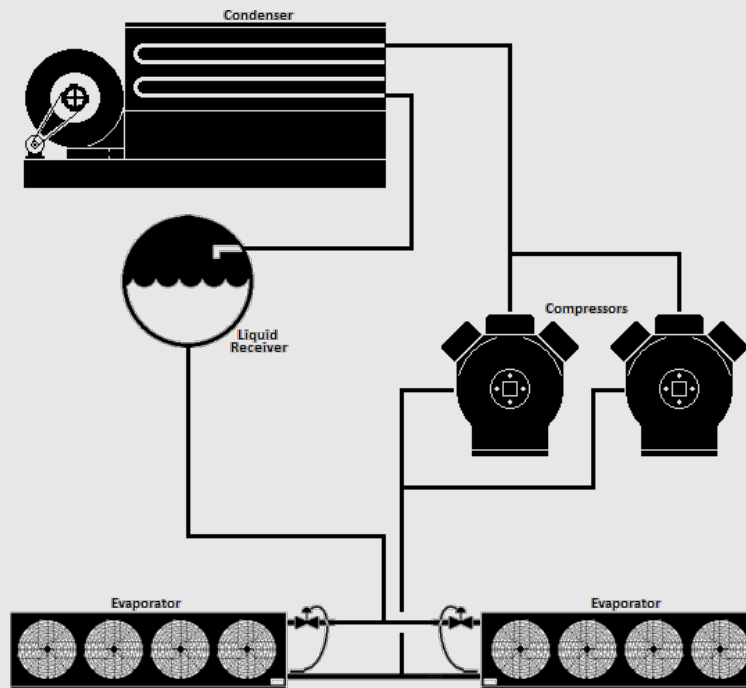 Condenser
Compressors
Liquid
Receiver
Evaporator
Evaporator